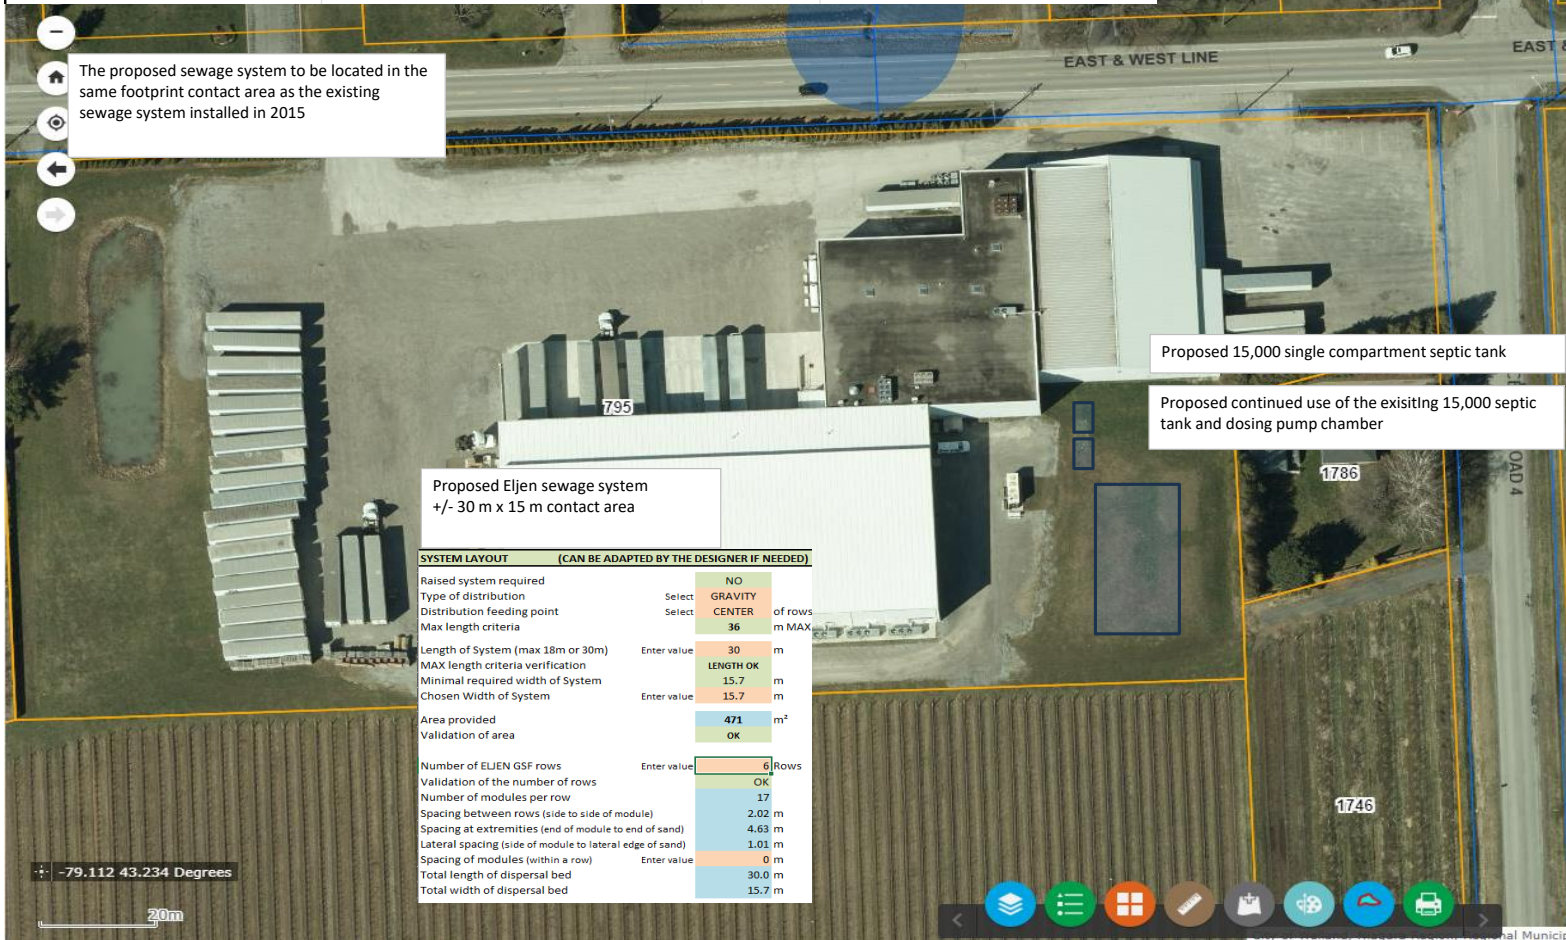 The proposed sewage system to be located in the
same footprint contact area as the existing
sewage system installed in 2015
EAST & WEST LINE
EAST &
Proposed 15,000 single compartment septic tank
Proposed continued use of the exisitIng 15,000 septic
tank and dosing pump chamber
795
1786
OAD 4
Proposed Eljen sewage system
+/- 30 m x 15 m contact area
SYSTEM LAYOUT (CAN BE ADAPTED BY THE DESIGNER IF NEEDED)
Raised system required NO
Type of distribution Select GRAVITY
Distribution feeding point Select CENTER of rows
Max length criteria 36 m MAX
Length of System (max 18m or 30m) Enter value 30 m
MAX length criteria verification LENGTH OK
Minimal required width of System 15.7 m
Chosen Width of System Enter value 15.7 m
Area provided 471 m²
Validation of area OK
Number of ELJEN GSF rows Enter value 6 Rows
Validation of the number of rows OK
Number of modules per row 17
Spacing between rows (side to side of module) 2.02 m
Spacing at extremities (end of module to end of sand) 4.63 m
Lateral spacing (side of module to lateral edge of sand) 1.01 m
Spacing of modules (within a row) Enter value 0 m
Total length of dispersal bed 30.0 m
Total width of dispersal bed 15.7 m
1746
-79.112 43.234 Degrees
20m